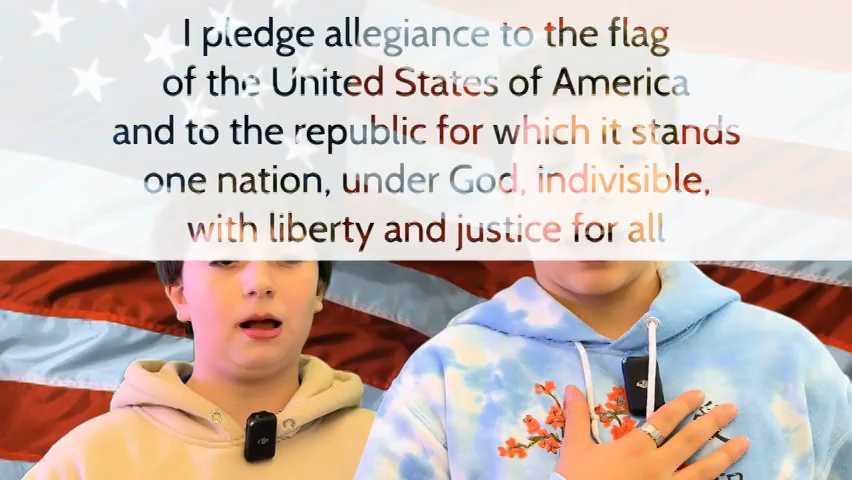 I pledge allegiance to the flag
of the United States of America
and to the republic for which it stands
one nation, under God, indivisible,
with liberty and justice for all